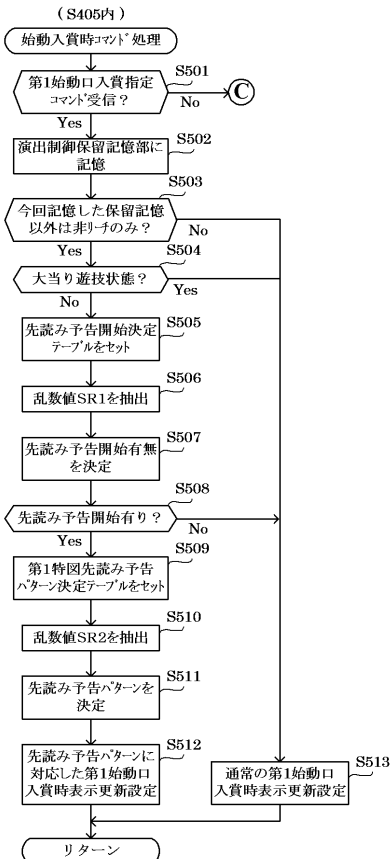 (S405内)
始動入賞時ｺﾏﾝﾄﾞ処理
第1始動口入賞指定
ｺﾏﾝﾄﾞ受信？
S501
No
C
Yes
S502
演出制御保留記憶部に
記憶
S503
今回記憶した保留記憶
以外は非ﾘｰﾁのみ？
No
Yes
S504
大当り遊技状態？
Yes
No
S505
先読み予告開始決定
ﾃｰﾌﾞﾙをセット
S506
乱数値SR1を抽出
S507
先読み予告開始有無
を決定
S508
先読み予告開始有り？
No
Yes
S509
第1特図先読み予告
ﾊﾟﾀｰﾝ決定ﾃｰﾌﾞﾙをセット
S510
乱数値SR2を抽出
S511
先読み予告ﾊﾟﾀｰﾝを
決定
S512
先読み予告ﾊﾟﾀｰﾝに
対応した第1始動口
入賞時表示更新設定
S513
通常の第1始動口
入賞時表示更新設定
リターン